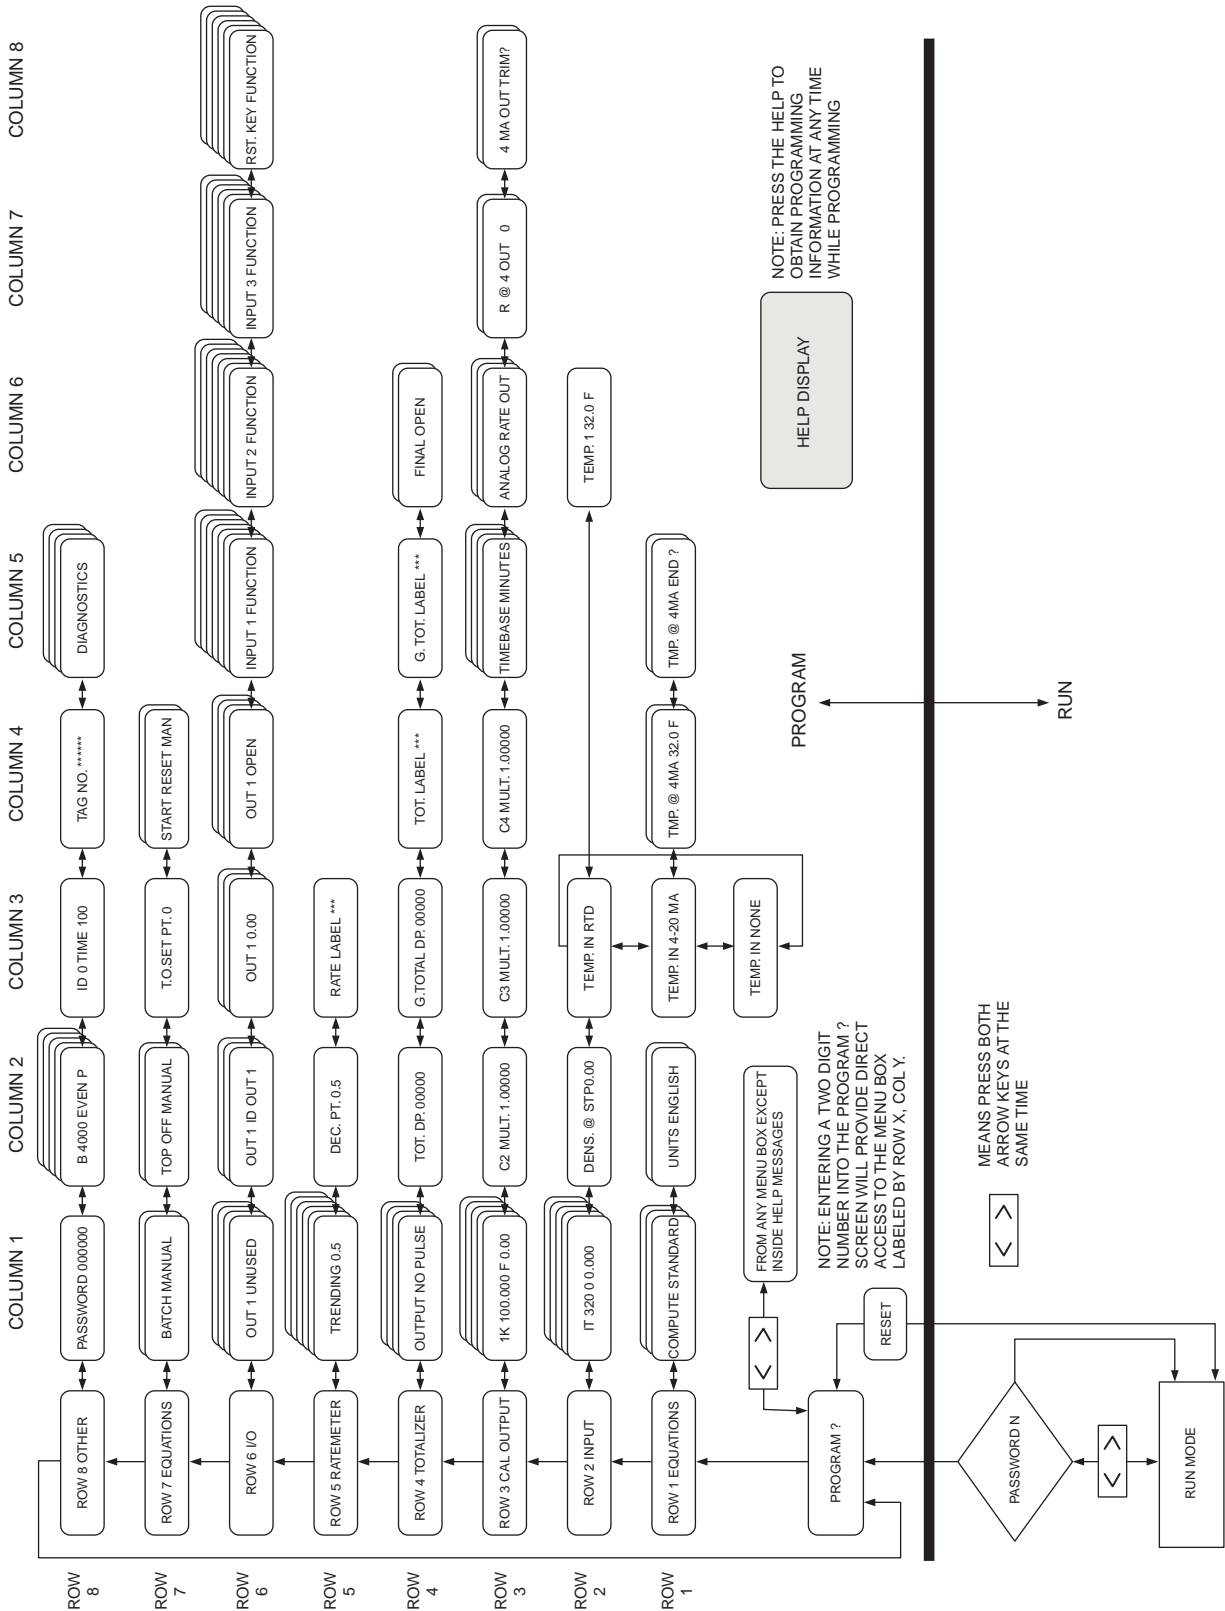 COLUMN 1
COLUMN 2
COLUMN 3
COLUMN 4
COLUMN 5
COLUMN 6
COLUMN 7
COLUMN 8
ROW
8
ROW 8 OTHER
PASSWORD 000000
B 4000 EVEN P
ID 0 TIME 100
TAG NO. ******
DIAGNOSTICS
ROW
7
ROW 7 EQUATIONS
BATCH MANUAL
TOP OFF MANUAL
T.O.SET PT. 0
START RESET MAN
ROW
6
ROW 6 I/O
OUT 1 UNUSED
OUT 1 ID OUT 1
OUT 1 0.00
OUT 1 OPEN
INPUT 1 FUNCTION
INPUT 2 FUNCTION
INPUT 3 FUNCTION
RST. KEY FUNCTION
ROW
5
ROW 5 RATEMETER
TRENDING 0.5
DEC. PT. 0.5
RATE LABEL ***
ROW
4
ROW 4 TOTALIZER
OUTPUT NO PULSE
TOT. DP. 00000
G.TOTAL DP. 00000
TOT. LABEL ***
G. TOT. LABEL ***
FINAL OPEN
ROW
3
ROW 3 CAL OUTPUT
1K 100.000 F 0.00
C2 MULT. 1.00000
C3 MULT. 1.00000
C4 MULT. 1.00000
TIMEBASE MINUTES
ANALOG RATE OUT
R @ 4 OUT 0
4 MA OUT TRIM?
ROW
2
ROW 2 INPUT
IT 320 0 0.000
DENS. @ STP0.00
TEMP. IN RTD
TEMP. 1 32.0 F
ROW
1
ROW 1 EQUATIONS
COMPUTE STANDARD
UNITS ENGLISH
TEMP. IN 4-20 MA
TMP. @ 4MA 32.0 F
TMP. @ 4MA END ?
TEMP. IN NONE
PROGRAM ?
< >
FROM ANY MENU BOX EXCEPT
INSIDE HELP MESSAGES
HELP DISPLAY
NOTE: PRESS THE HELP TO
OBTAIN PROGRAMMING
INFORMATION AT ANY TIME
WHILE PROGRAMMING
RESET
NOTE: ENTERING A TWO DIGIT
NUMBER INTO THE PROGRAM ?
SCREEN WILL PROVIDE DIRECT
ACCESS TO THE MENU BOX
LABELED BY ROW X, COL Y.
PROGRAM
RUN
PASSWORD N
< >
RUN MODE
< >
MEANS PRESS BOTH
ARROW KEYS AT THE
SAME TIME